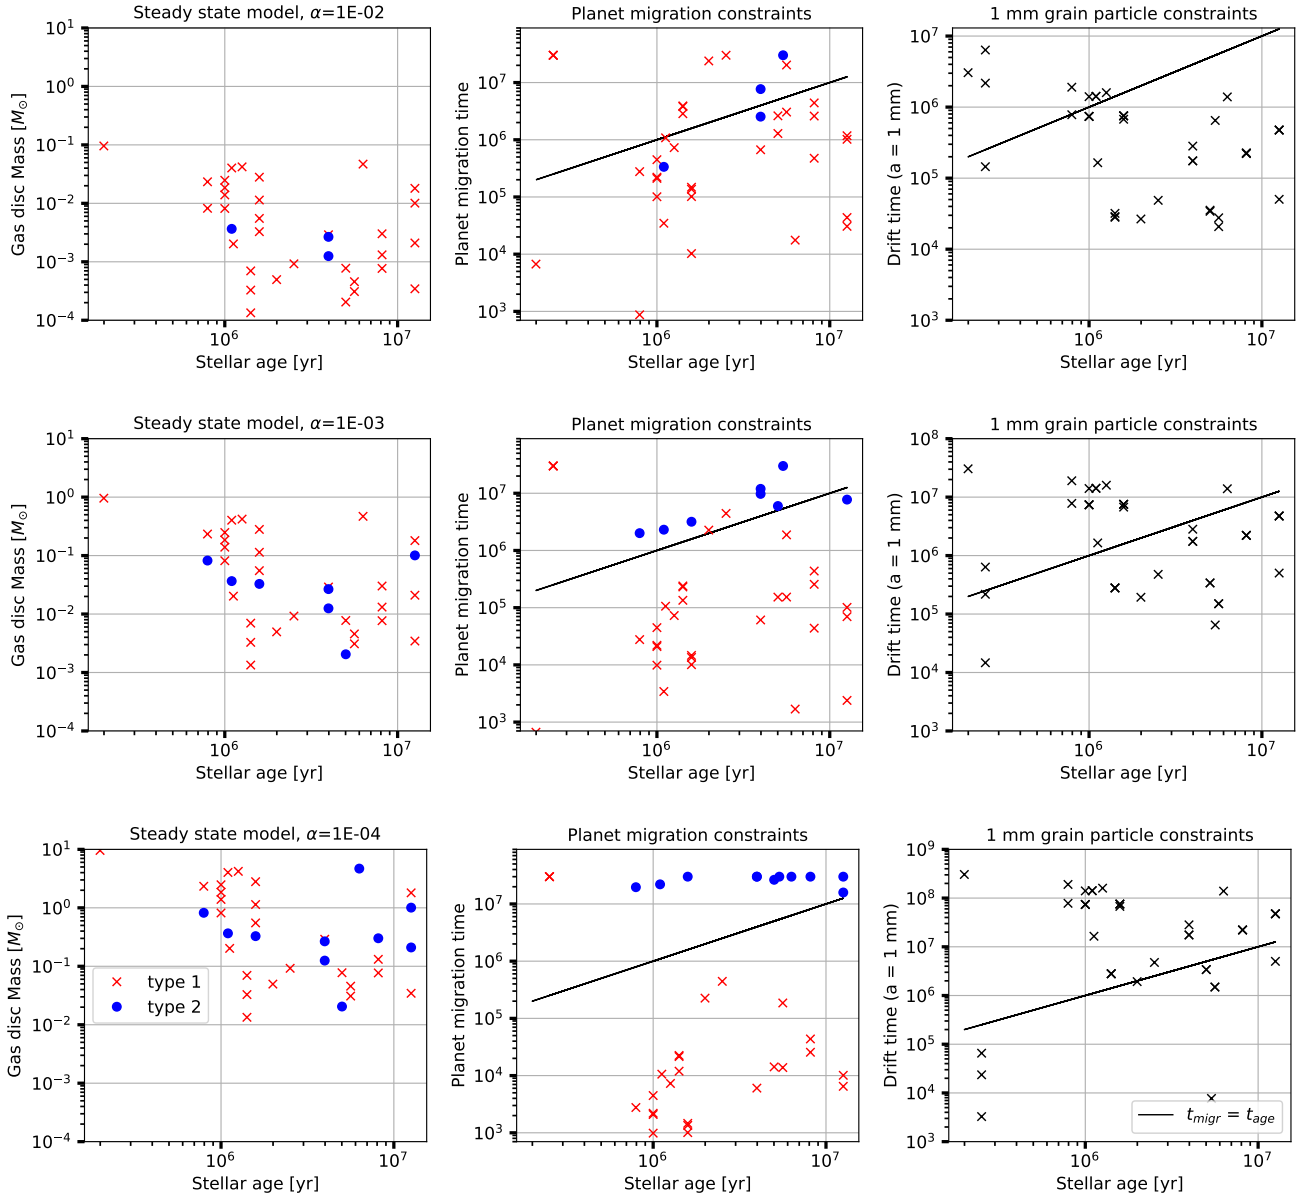 Steady state model, α=1E-02
Planet migration constraints
1 mm grain particle constraints
Gas disc Mass [M⊙]
10¹
10⁰
10⁻¹
10⁻²
10⁻³
10⁻⁴
10⁶
10⁷
Stellar age [yr]
Planet migration time
10⁷
10⁶
10⁵
10⁴
10³
10⁶
10⁷
Stellar age [yr]
Drift time (a = 1 mm)
10⁷
10⁶
10⁵
10⁴
10³
10⁶
10⁷
Stellar age [yr]
Steady state model, α=1E-03
Planet migration constraints
1 mm grain particle constraints
Gas disc Mass [M⊙]
10¹
10⁰
10⁻¹
10⁻²
10⁻³
10⁻⁴
10⁶
10⁷
Stellar age [yr]
Planet migration time
10⁷
10⁶
10⁵
10⁴
10³
10⁶
10⁷
Stellar age [yr]
Drift time (a = 1 mm)
10⁸
10⁷
10⁶
10⁵
10⁴
10³
10⁶
10⁷
Stellar age [yr]
Steady state model, α=1E-04
Planet migration constraints
1 mm grain particle constraints
Gas disc Mass [M⊙]
10¹
10⁰
10⁻¹
10⁻²
10⁻³
10⁻⁴
type 1
type 2
10⁶
10⁷
Stellar age [yr]
Planet migration time
10⁷
10⁶
10⁵
10⁴
10³
10⁶
10⁷
Stellar age [yr]
Drift time (a = 1 mm)
10⁹
10⁸
10⁷
10⁶
10⁵
10⁴
10³
t_migr = t_age
10⁶
10⁷
Stellar age [yr]